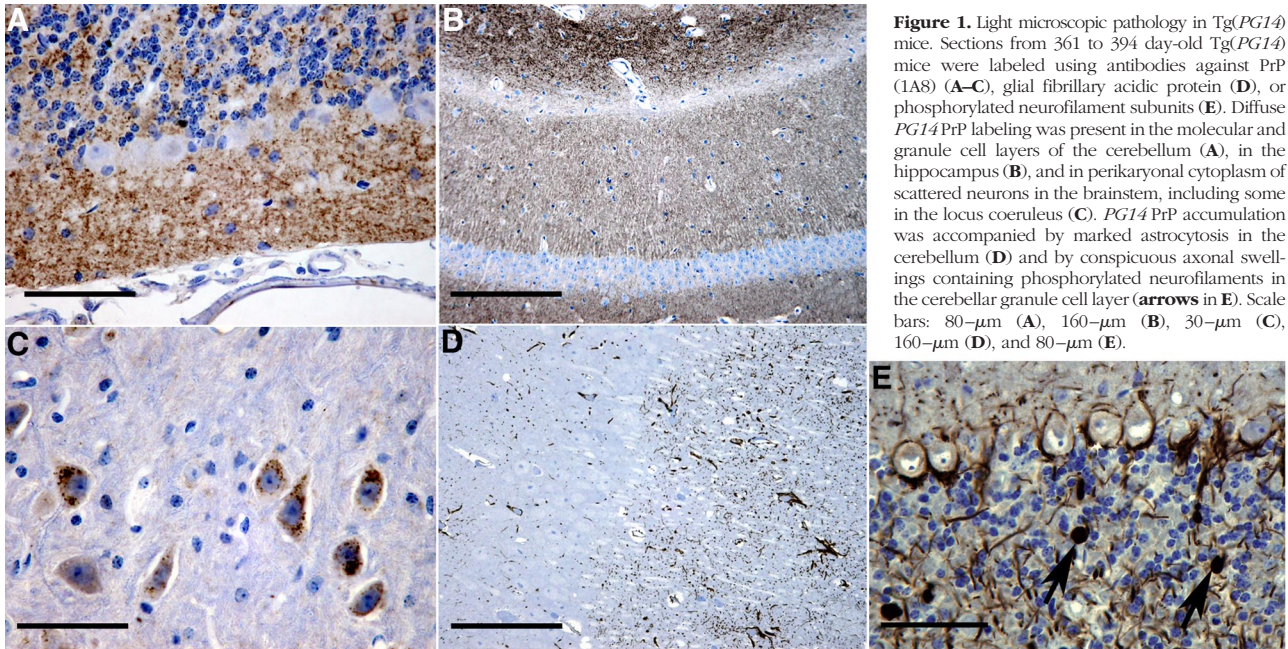 A
B
Figure 1. Light microscopic pathology in Tg(PG14)
mice. Sections from 361 to 394 day-old Tg(PG14)
mice were labeled using antibodies against PrP
(1A8) (A–C), glial fibrillary acidic protein (D), or
phosphorylated neurofilament subunits (E). Diffuse
PG14 PrP labeling was present in the molecular and
granule cell layers of the cerebellum (A), in the
hippocampus (B), and in perikaryonal cytoplasm of
scattered neurons in the brainstem, including some
in the locus coeruleus (C). PG14 PrP accumulation
was accompanied by marked astrocytosis in the
cerebellum (D) and by conspicuous axonal swell-
ings containing phosphorylated neurofilaments in
the cerebellar granule cell layer (arrows in E). Scale
bars: 80–μm (A), 160–μm (B), 30–μm (C),
160–μm (D), and 80–μm (E).
C
D
E